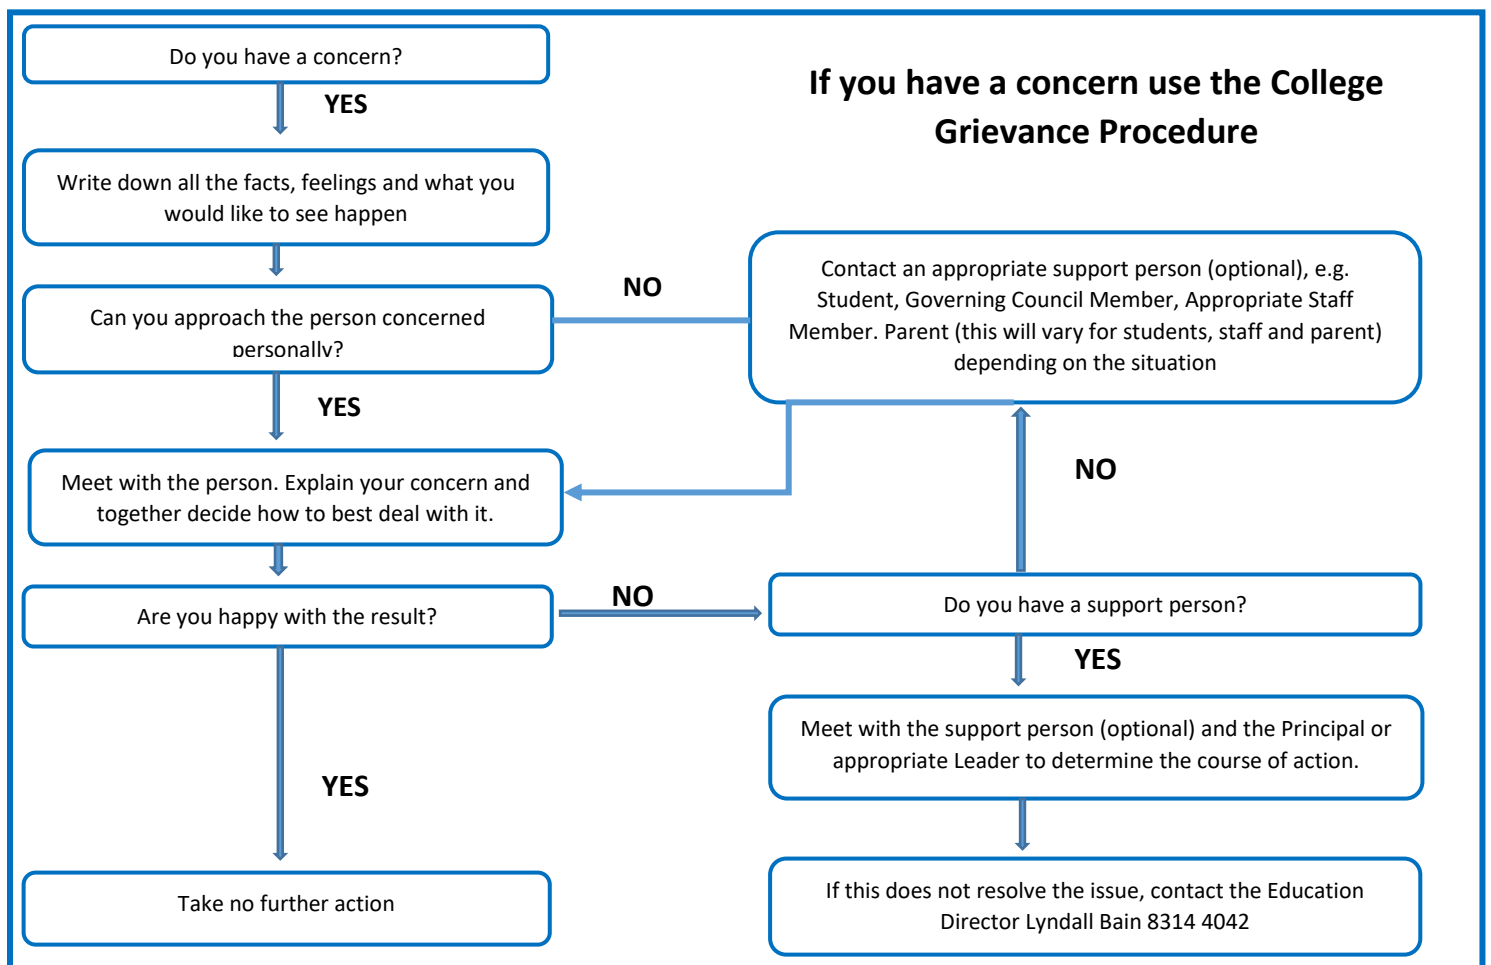 Do you have a concern?
If you have a concern use the College
Grievance Procedure
YES
Write down all the facts, feelings and what you
would like to see happen
Can you approach the person concerned
personally?
NO
Contact an appropriate support person (optional), e.g.
Student, Governing Council Member, Appropriate Staff
Member. Parent (this will vary for students, staff and parent)
depending on the situation
YES
Meet with the person. Explain your concern and
together decide how to best deal with it.
NO
Are you happy with the result?
NO
Do you have a support person?
YES
Meet with the support person (optional) and the Principal or
appropriate Leader to determine the course of action.
YES
Take no further action
If this does not resolve the issue, contact the Education
Director Lyndall Bain 8314 4042